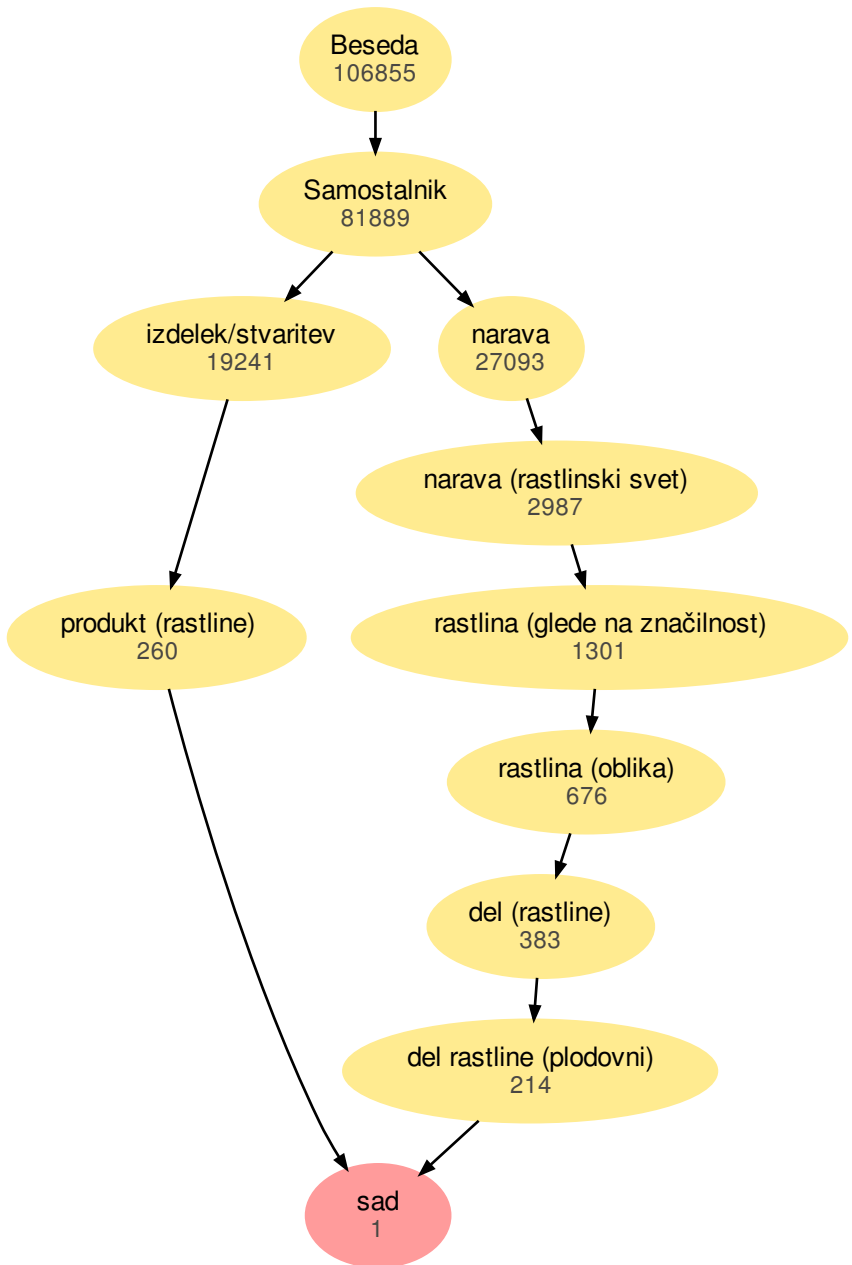 Beseda
106855
Samostalnik
81889
izdelek/stvaritev
19241
narava
27093
narava (rastlinski svet)
2987
produkt (rastline)
260
rastlina (glede na značilnost)
1301
rastlina (oblika)
676
del (rastline)
383
del rastline (plodovni)
214
sad
1